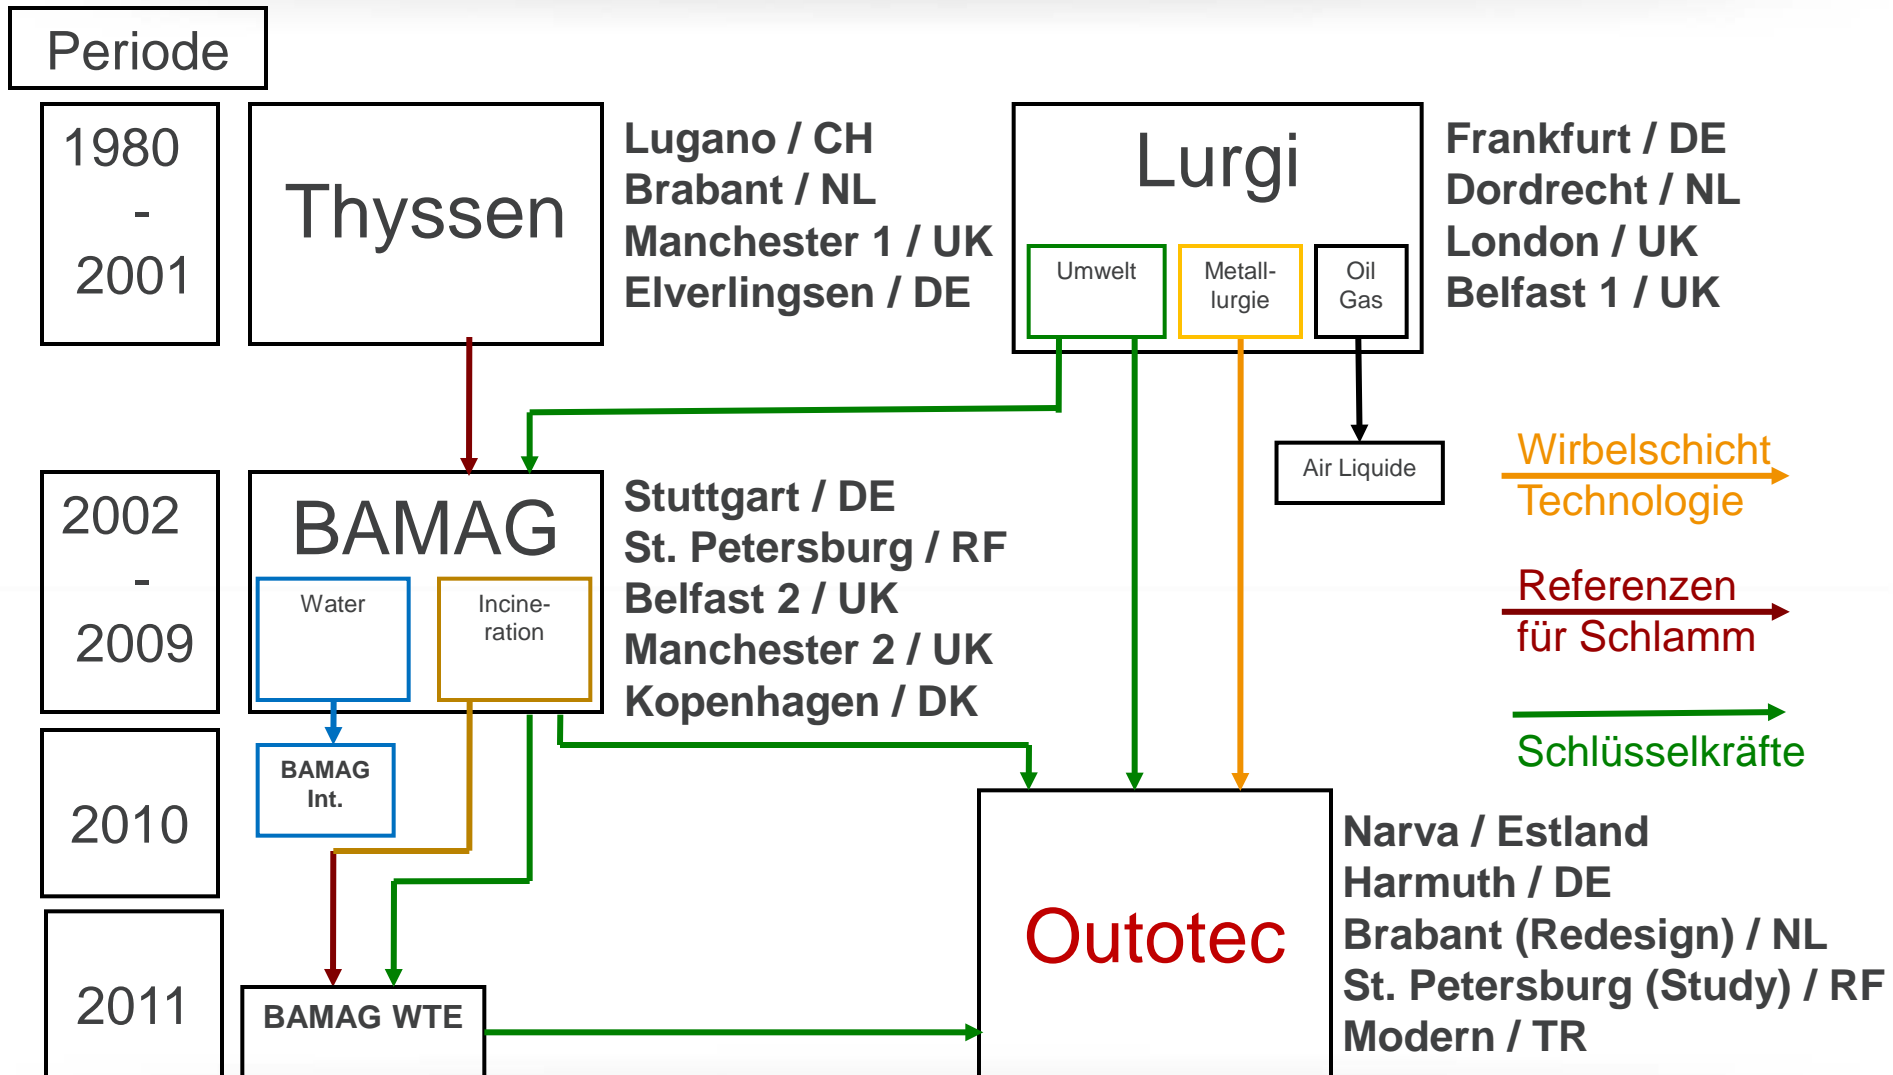 Periode
1980
-
2001
Thyssen
Lugano / CH
Brabant / NL
Manchester 1 / UK
Elverlingsen / DE
Lurgi
Umwelt
Metall-
lurgie
Oil
Gas
Frankfurt / DE
Dordrecht / NL
London / UK
Belfast 1 / UK
Air Liquide
Wirbelschicht
Technologie
Referenzen
für Schlamm
Schlüsselkräfte
2002
-
2009
BAMAG
Water
Incine-
ration
Stuttgart / DE
St. Petersburg / RF
Belfast 2 / UK
Manchester 2 / UK
Kopenhagen / DK
2010
BAMAG
Int.
2011
BAMAG WTE
Outotec
Narva / Estland
Harmuth / DE
Brabant (Redesign) / NL
St. Petersburg (Study) / RF
Modern / TR